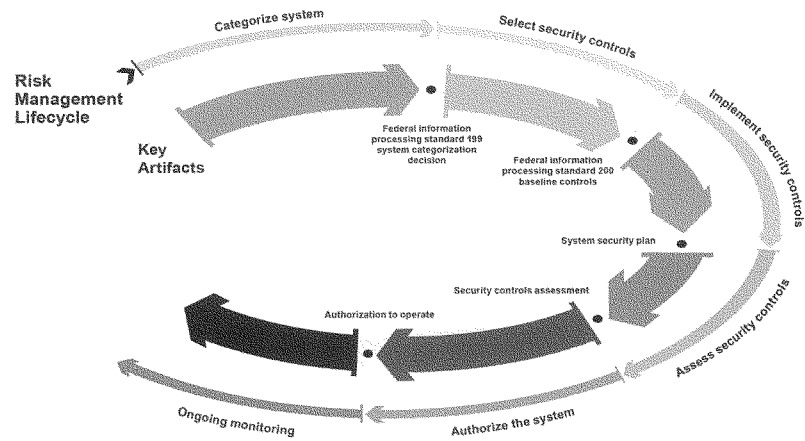 Categorize system
Select security controls
Risk
Management
Lifecycle
Implement security controls
Key
Artifacts
Federal information
processing standard 199
system categorization
decision
Federal information
processing standard 200
baseline controls
System security plan
Security controls assessment
Authorization to operate
Assess security controls
Authorize the system
Ongoing monitoring